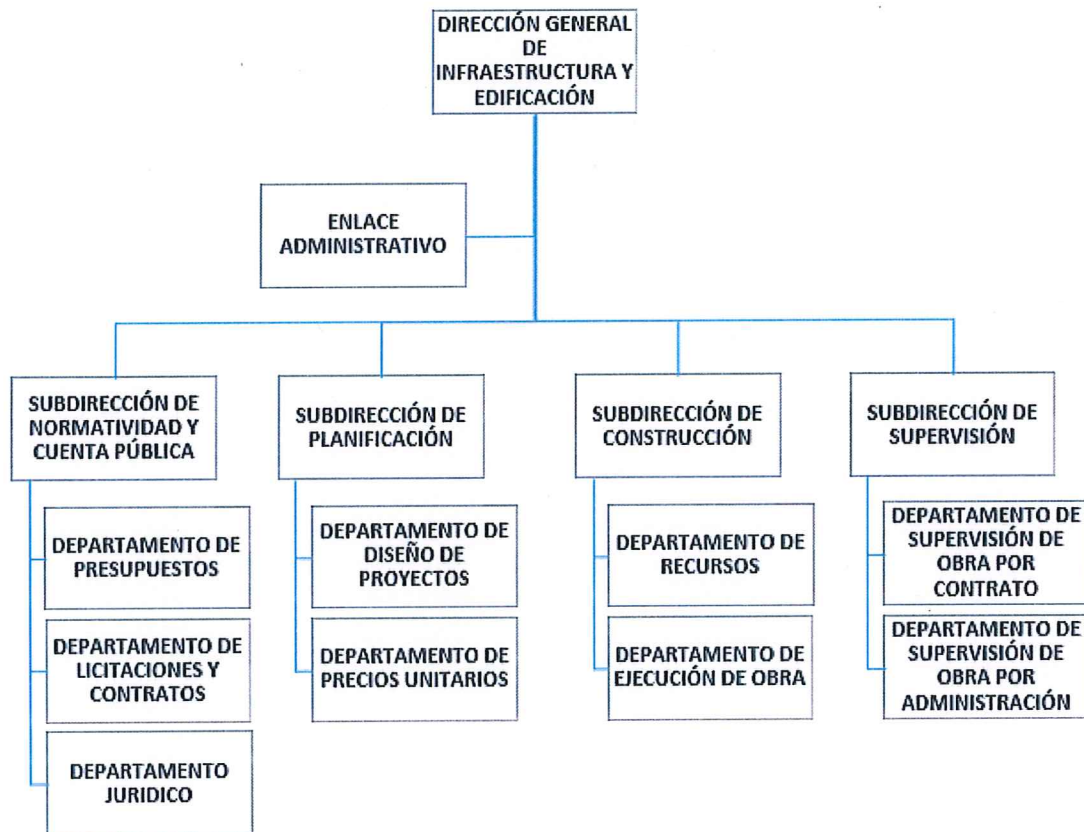 DIRECCIÓN GENERAL
DE
INFRAESTRUCTURA Y
EDIFICACIÓN
ENLACE
ADMINISTRATIVO
SUBDIRECCIÓN DE
NORMATIVIDAD Y
CUENTA PÚBLICA
SUBDIRECCIÓN DE
PLANIFICACIÓN
SUBDIRECCIÓN DE
CONSTRUCCIÓN
SUBDIRECCIÓN DE
SUPERVISIÓN
DEPARTAMENTO DE
PRESUPUESTOS
DEPARTAMENTO DE
LICITACIONES Y
CONTRATOS
DEPARTAMENTO
JURIDICO
DEPARTAMENTO DE
DISEÑO DE
PROYECTOS
DEPARTAMENTO DE
PRECIOS UNITARIOS
DEPARTAMENTO DE
RECURSOS
DEPARTAMENTO DE
EJECUCIÓN DE OBRA
DEPARTAMENTO DE
SUPERVISIÓN DE
OBRA POR
CONTRATO
DEPARTAMENTO DE
SUPERVISIÓN DE
OBRA POR
ADMINISTRACIÓN